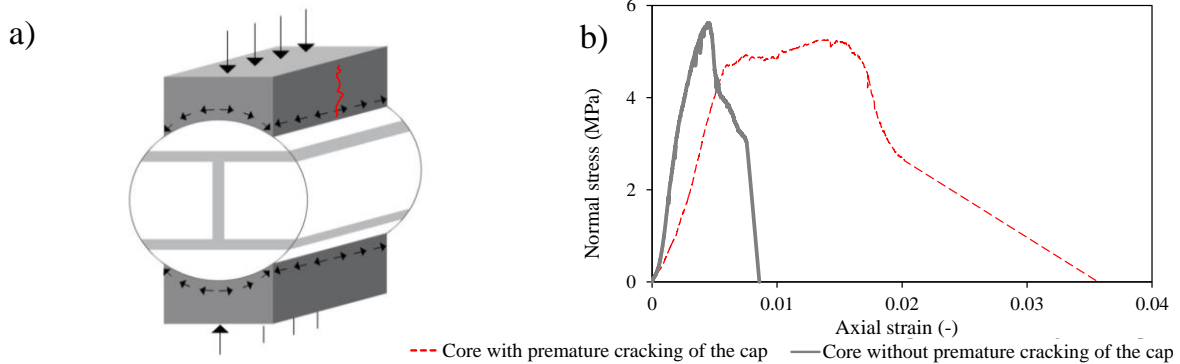 a)
b)
Normal stress (MPa)
6
4
2
0
0
0.01
0.02
0.03
0.04
Axial strain (-)
Core with premature cracking of the cap
Core without premature cracking of the cap